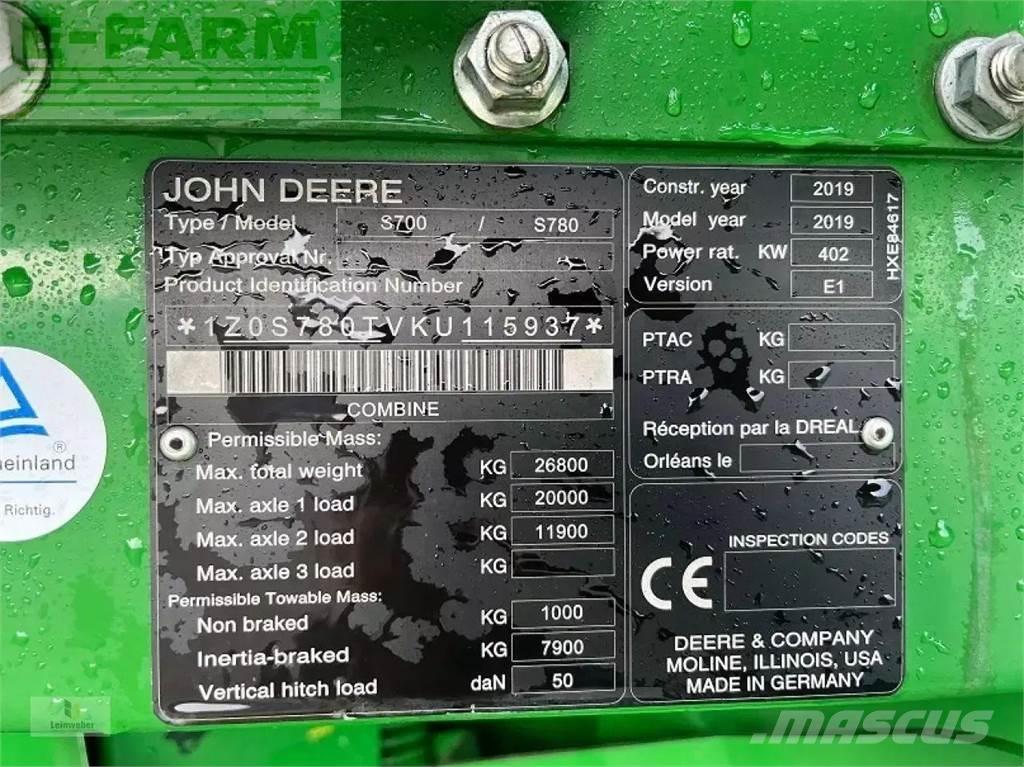 E-FARM
JOHN DEERE
Type / Model S700 / S780
Typ Approval Nr.
Product Identification Number
*1Z0S780TVKU115937*
COMBINE
Permissible Mass:
Max. total weight KG 26800
Max. axle 1 load KG 20000
Max. axle 2 load KG 11900
Max. axle 3 load KG
Permissible Towable Mass:
Non braked KG 1000
Inertia-braked KG 7900
Vertical hitch load daN 50
Constr. year 2019
Model year 2019
Power rat. KW 402
Version E1
HXE84617
PTAC KG
PTRA KG
Réception par la DREAL
Orléans le
INSPECTION CODES
CE
DEERE & COMPANY
MOLINE, ILLINOIS, USA
MADE IN GERMANY
®
heinland
Richtig.
Leinweber
MASCUS